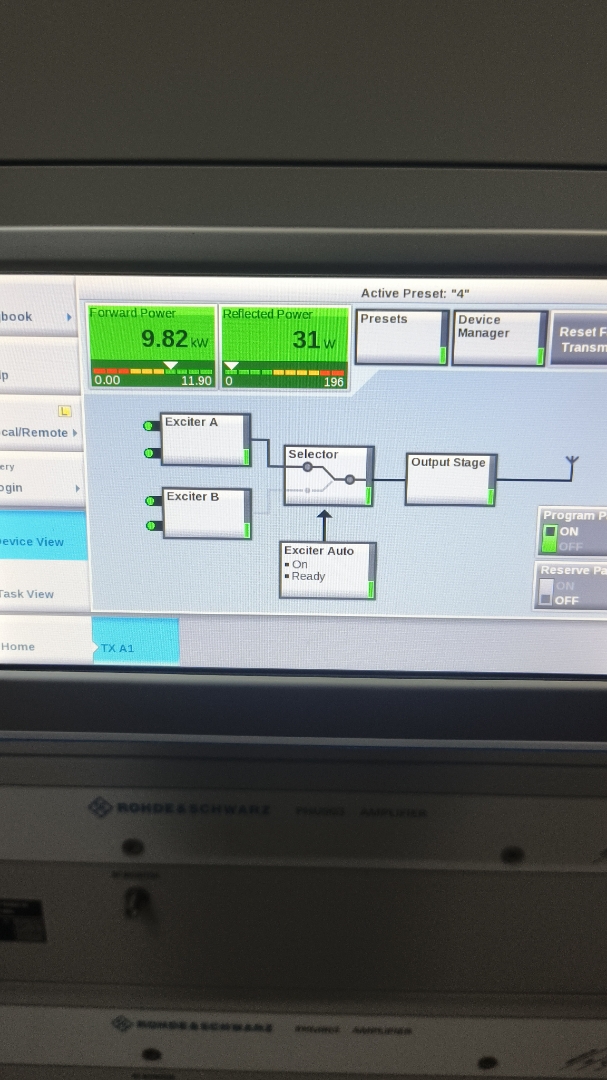 Active Preset: "4"
Forward Power
9.82 kW
0.00 11.90
Reflected Power
31 W
0 196
Presets
Device
Manager
Reset F
Transm
book
ip
L
cal/Remote
ery
ogin
evice View
Task View
Home
TX A1
Exciter A
Exciter B
Selector
Output Stage
Exciter Auto
▪ On
▪ Ready
Program P
ON
OFF
Reserve Pa
ON
OFF
ROHDE&SCHWARZ
AMPLIFIER
ROHDE&SCHWARZ
AMPLIFIER